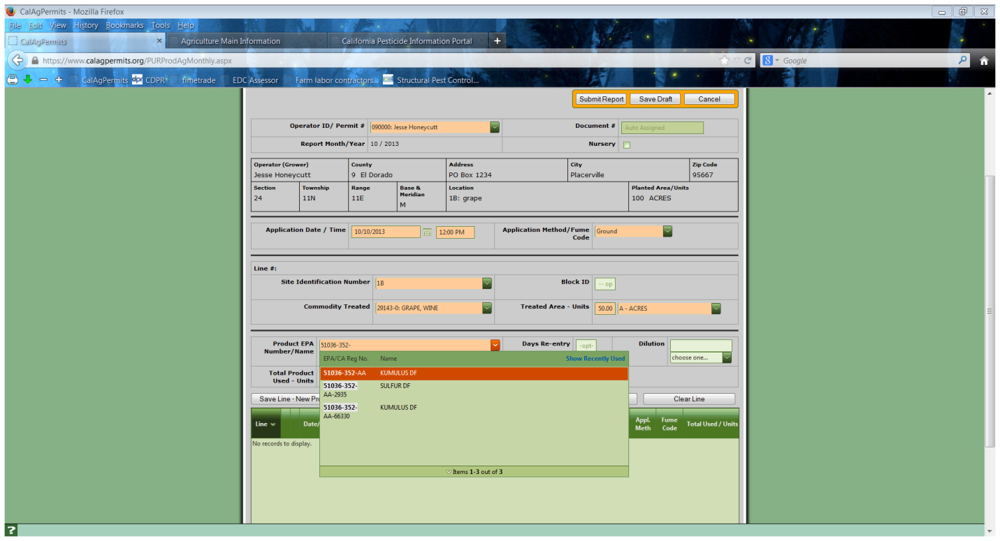 CalAgPermits - Mozilla Firefox
File Edit View History Bookmarks Tools Help
CalAgPermits × Agriculture Main Information × California Pesticide Information Portal × +
https://www.calagpermits.org/PURProdAgMonthly.aspx Google
CalAgPermits dpr CDPR timetrade EDC Assessor Farm labor contractors... Structural Pest Control...
Submit Report Save Draft Cancel
Operator ID/ Permit # 090000: Jesse Honeycutt Document # Auto Assigned
Report Month/Year 10 / 2013 Nursery
Operator (Grower) County Address City Zip Code
Jesse Honeycutt 9 El Dorado PO Box 1234 Placerville 95667
Section Township Range Base & Meridian Location Planted Area/Units
24 11N 11E M 1B: grape 100 ACRES
Application Date / Time 10/10/2013 12:00 PM Application Method/Fume Code Ground
Line #:
Site Identification Number 1B Block ID -- op
Commodity Treated 29143-0: GRAPE, WINE Treated Area - Units 50.00 A - ACRES
Product EPA Number/Name 51036-352- Days Re-entry -opt- Dilution
choose one...
EPA/CA Reg No. Name Show Recently Used
Total Product Used - Units
51036-352-AA KUMULUS DF
51036-352-AA-2935 SULFUR DF
51036-352-AA-66330 KUMULUS DF
Save Line - New Pr Clear Line
Line Date/ Appl. Meth Fume Code Total Used / Units
No records to display.
Items 1-3 out of 3
?